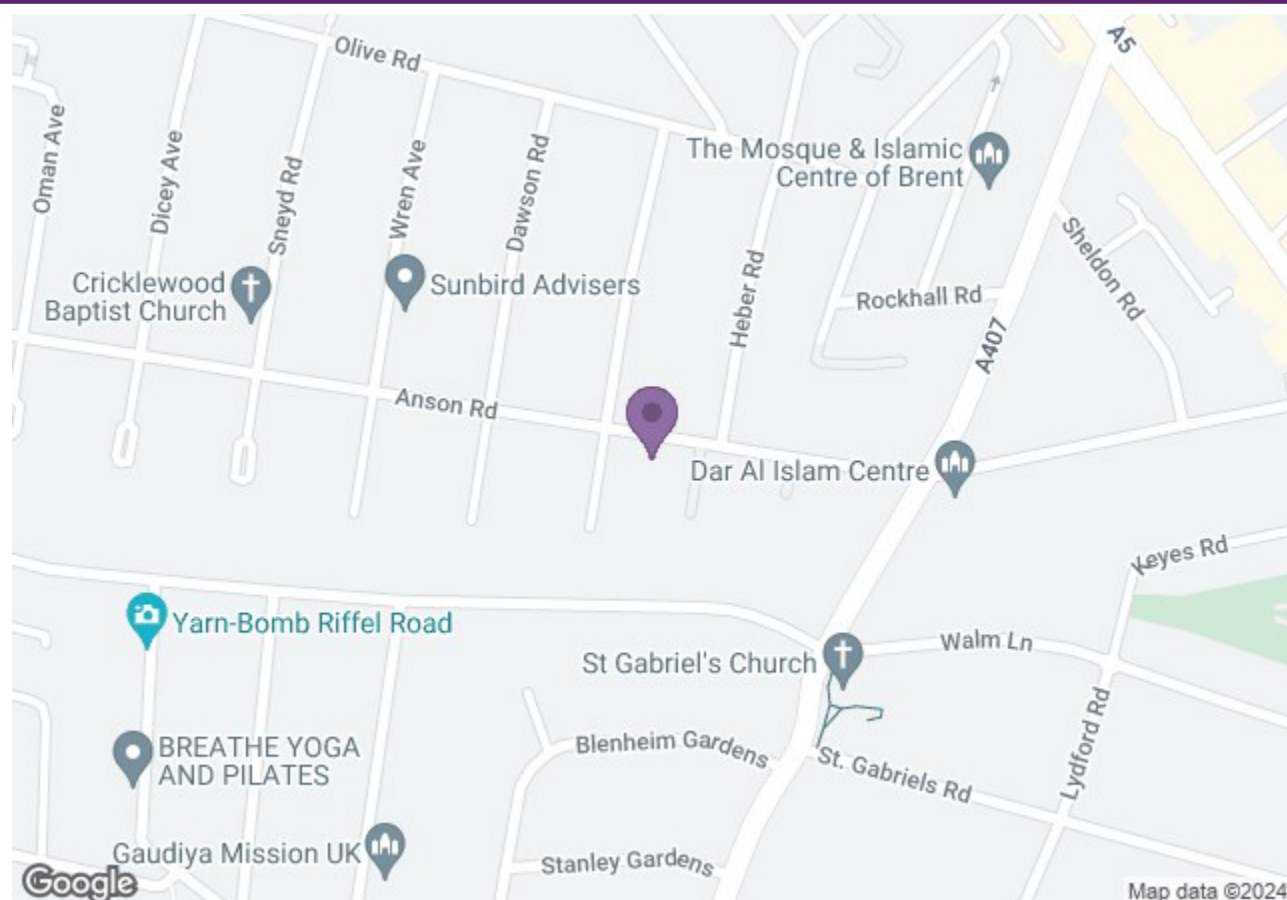 A5
Olive Rd
Oman Ave
Dicey Ave
Sneyd Rd
Wren Ave
Dawson Rd
The Mosque & Islamic
Centre of Brent
Heber Rd
Sheldon Rd
Cricklewood
Baptist Church
Sunbird Advisers
Rockhall Rd
A407
Anson Rd
Dar Al Islam Centre
Keyes Rd
Yarn-Bomb Riffel Road
Walm Ln
St Gabriel's Church
Lydford Rd
Blenheim Gardens
BREATHE YOGA
AND PILATES
St. Gabriels Rd
Gaudiya Mission UK
Stanley Gardens
Google
Map data ©2024